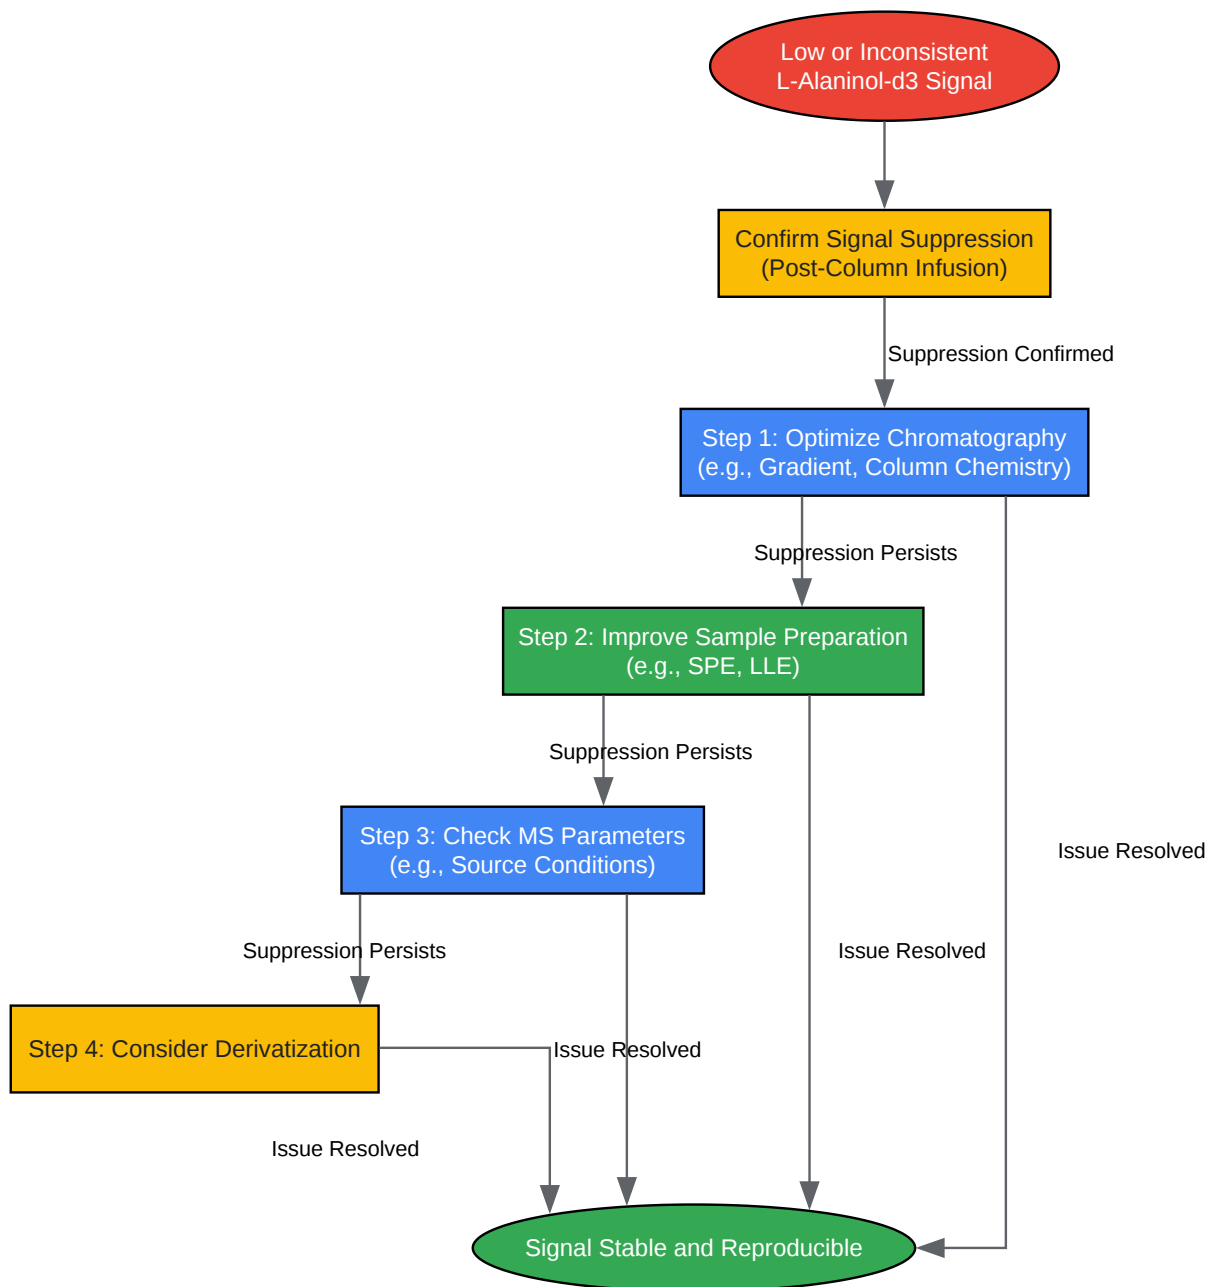 Low or Inconsistent
L-Alaninol-d3 Signal
Confirm Signal Suppression
(Post-Column Infusion)
Suppression Confirmed
Step 1: Optimize Chromatography
(e.g., Gradient, Column Chemistry)
Suppression Persists
Step 2: Improve Sample Preparation
(e.g., SPE, LLE)
Suppression Persists
Step 3: Check MS Parameters
(e.g., Source Conditions)
Issue Resolved
Suppression Persists
Issue Resolved
Step 4: Consider Derivatization
Issue Resolved
Issue Resolved
Signal Stable and Reproducible